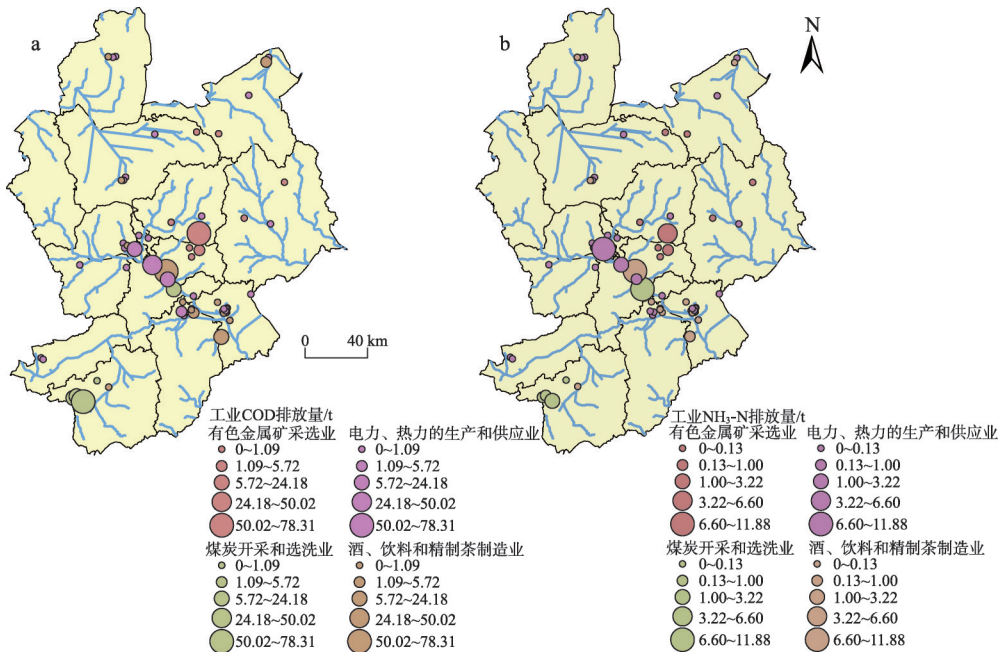 a
b
N
0 40 km
工业COD排放量/t
有色金属矿采选业 电力、热力的生产和供应业
0~1.09 0~1.09
1.09~5.72 1.09~5.72
5.72~24.18 5.72~24.18
24.18~50.02 24.18~50.02
50.02~78.31 50.02~78.31
煤炭开采和选洗业 酒、饮料和精制茶制造业
0~1.09 0~1.09
1.09~5.72 1.09~5.72
5.72~24.18 5.72~24.18
24.18~50.02 24.18~50.02
50.02~78.31 50.02~78.31
工业NH₃-N排放量/t
有色金属矿采选业 电力、热力的生产和供应业
0~0.13 0~0.13
0.13~1.00 0.13~1.00
1.00~3.22 1.00~3.22
3.22~6.60 3.22~6.60
6.60~11.88 6.60~11.88
煤炭开采和选洗业 酒、饮料和精制茶制造业
0~0.13 0~0.13
0.13~1.00 0.13~1.00
1.00~3.22 1.00~3.22
3.22~6.60 3.22~6.60
6.60~11.88 6.60~11.88